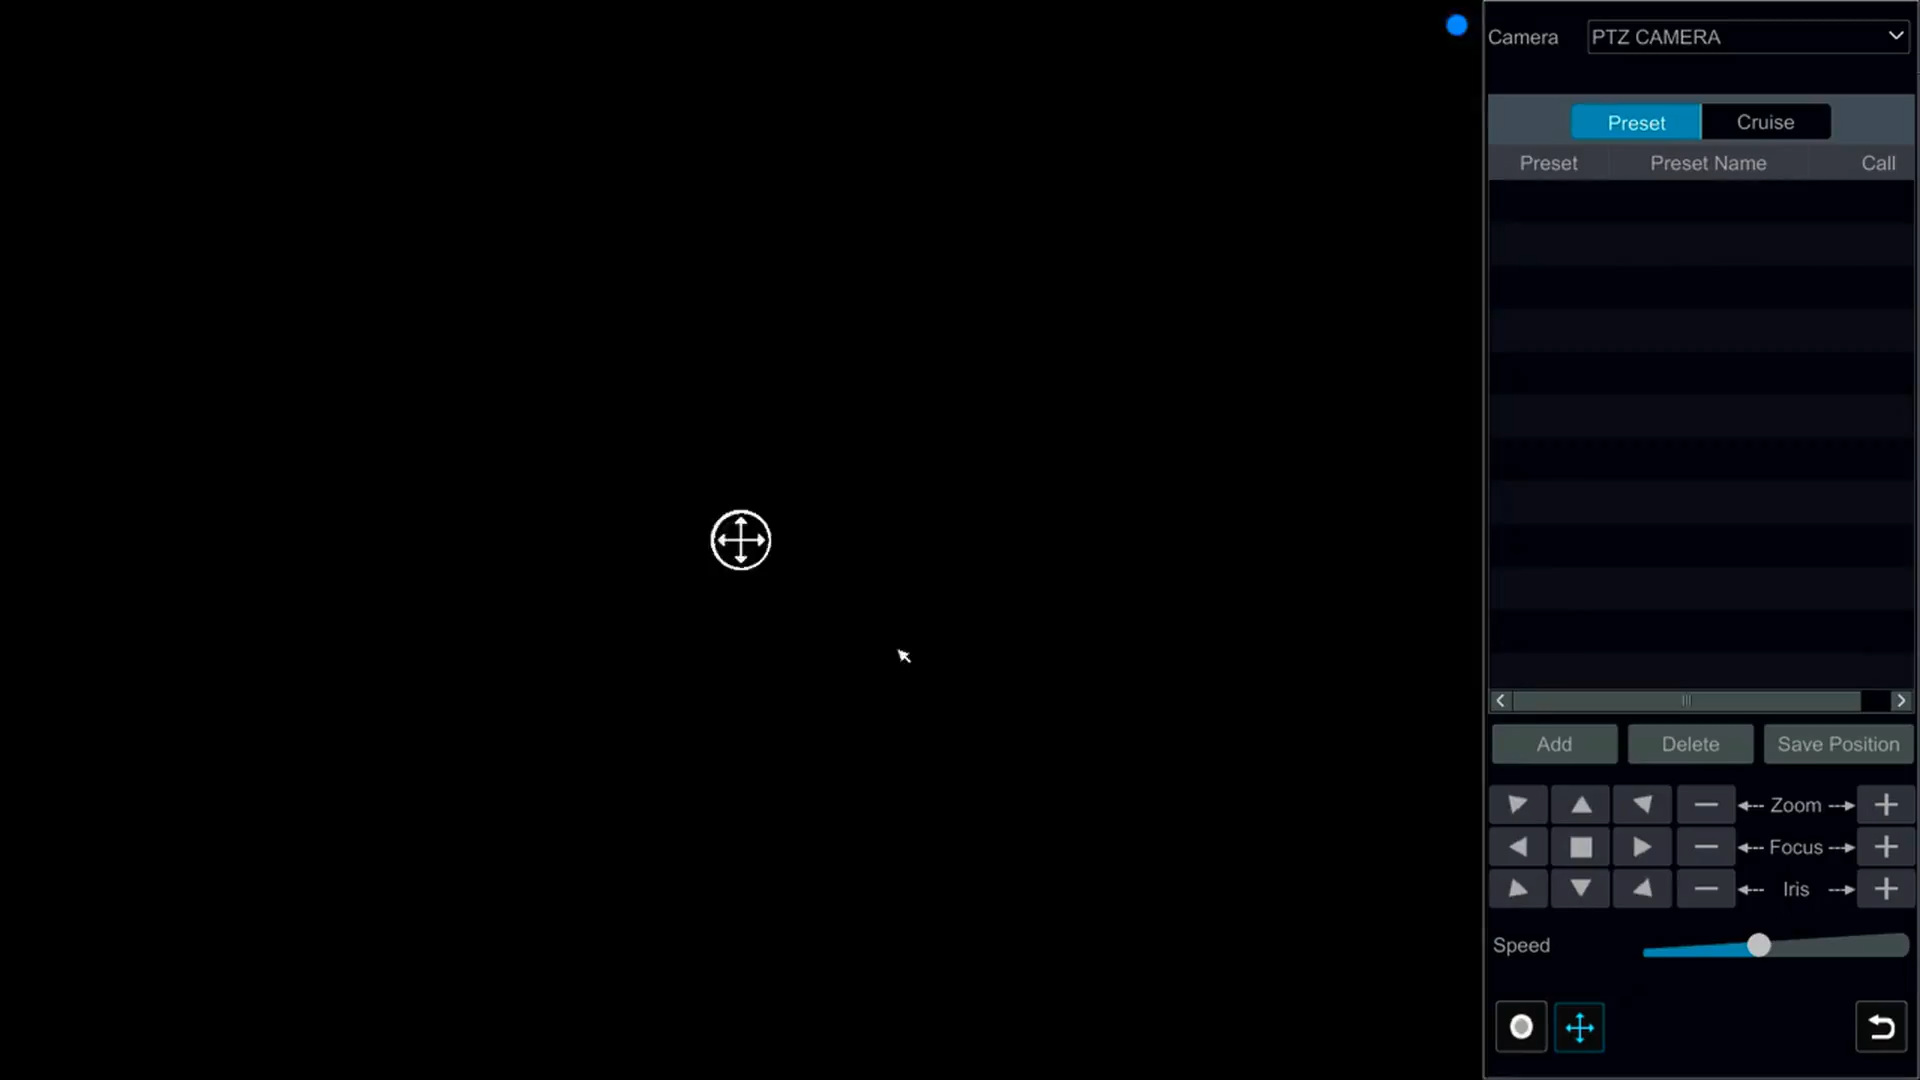 Camera PTZ CAMERA
Preset Cruise
Preset Preset Name Call
Add Delete Save Position
Zoom
Focus
Iris
Speed